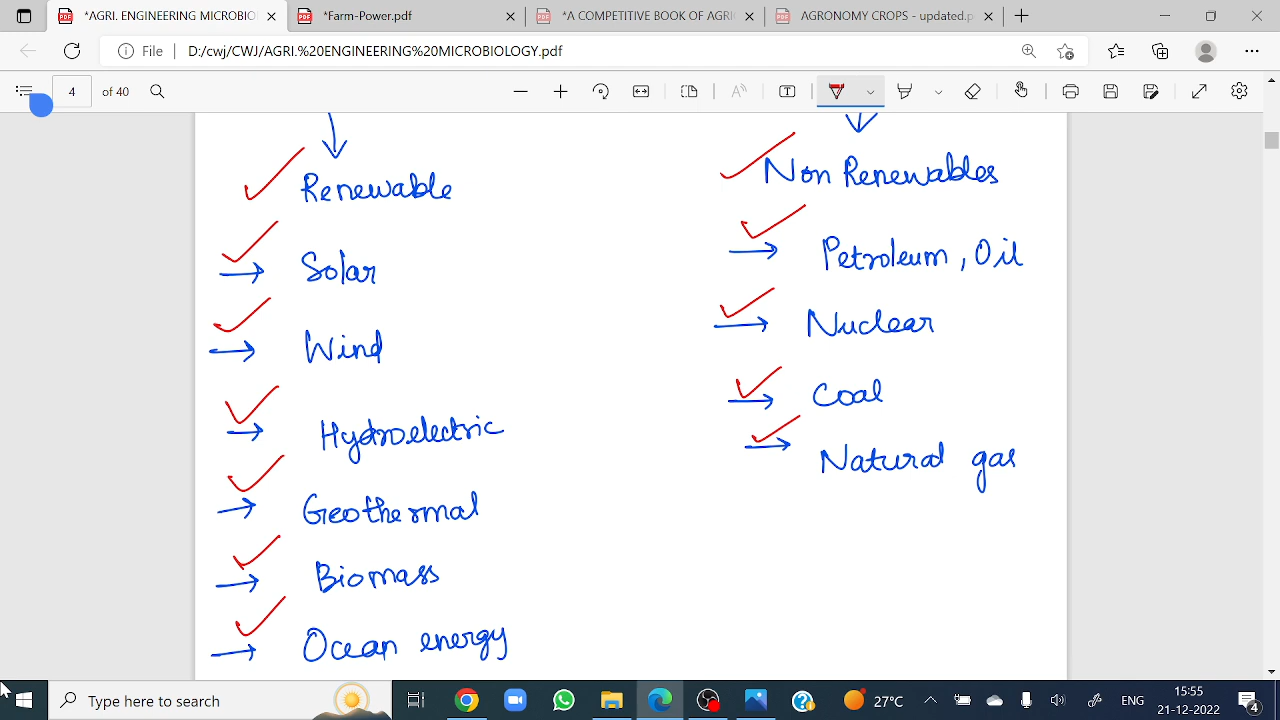 *AGRI. ENGINEERING MICROBIO
*Farm-Power.pdf
*A COMPETITIVE BOOK OF AGRI
AGRONOMY CROPS - updated.p
File
D:/cwj/CWJ/AGRI.%20ENGINEERING%20MICROBIOLOGY.pdf
4 of 40
Renewable
Solar
Wind
Hydroelectric
Geothermal
Biomass
Ocean energy
Non Renewables
Petroleum, Oil
Nuclear
Coal
Natural gas
Type here to search
27°C
ENG
15:55
21-12-2022
4